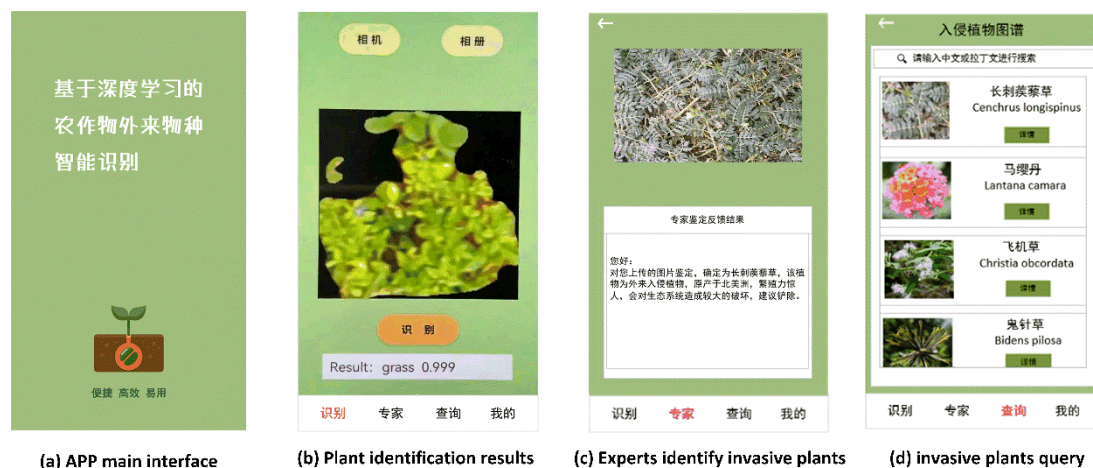 基于深度学习的
农作物外来物种
智能识别
便捷 高效 易用
(a) APP main interface
相机
相册
识 别
Result: grass 0.999
识别 专家 查询 我的
(b) Plant identification results
←
专家鉴定反馈结果
您好:
对您上传的图片鉴定,确定为长刺蒺藜草,该植
物为外来入侵植物,原产于北美洲,繁殖力惊
人,会对生态系统造成较大的破坏,建议铲除。
识别 专家 查询 我的
(c) Experts identify invasive plants
←
入侵植物图谱
请输入中文或拉丁文进行搜索
长刺蒺藜草
Cenchrus longispinus
详情
马缨丹
Lantana camara
详情
飞机草
Christia obcordata
详情
鬼针草
Bidens pilosa
详情
识别 专家 查询 我的
(d) invasive plants query